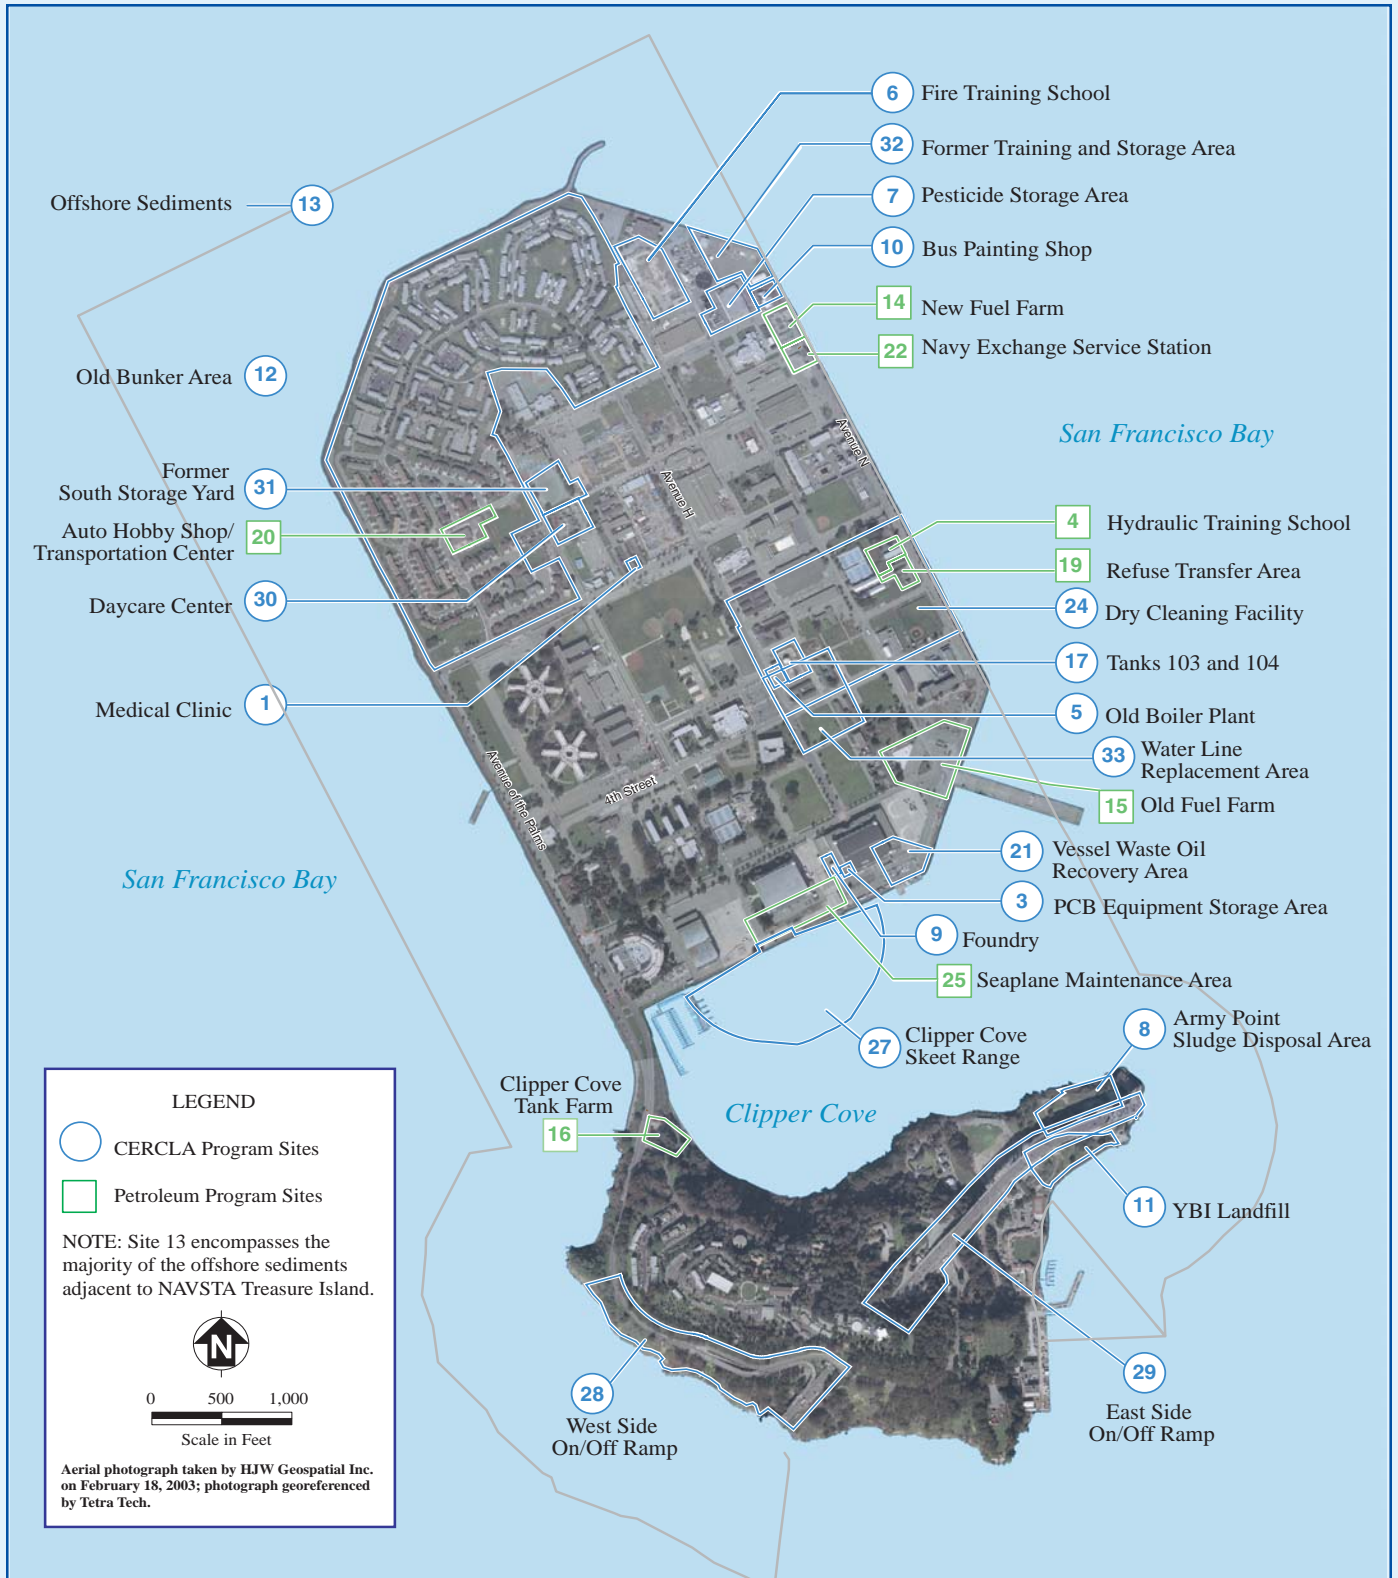 6 Fire Training School
32 Former Training and Storage Area
7 Pesticide Storage Area
10 Bus Painting Shop
14 New Fuel Farm
22 Navy Exchange Service Station
Offshore Sediments 13
Old Bunker Area 12
Former
South Storage Yard 31
Auto Hobby Shop/
Transportation Center 20
Daycare Center 30
Medical Clinic 1
San Francisco Bay
Avenue N
Avenue H
4 Hydraulic Training School
19 Refuse Transfer Area
24 Dry Cleaning Facility
17 Tanks 103 and 104
5 Old Boiler Plant
33 Water Line
Replacement Area
15 Old Fuel Farm
Avenue of the Palms
4th Street
San Francisco Bay
21 Vessel Waste Oil
Recovery Area
3 PCB Equipment Storage Area
9 Foundry
25 Seaplane Maintenance Area
27 Clipper Cove
Skeet Range
8 Army Point
Sludge Disposal Area
Clipper Cove
Tank Farm
16
Clipper Cove
11 YBI Landfill
29
East Side
On/Off Ramp
28
West Side
On/Off Ramp
LEGEND
CERCLA Program Sites
Petroleum Program Sites
NOTE: Site 13 encompasses the
majority of the offshore sediments
adjacent to NAVSTA Treasure Island.
N
0 500 1,000
Scale in Feet
Aerial photograph taken by HJW Geospatial Inc.
on February 18, 2003; photograph georeferenced
by Tetra Tech.